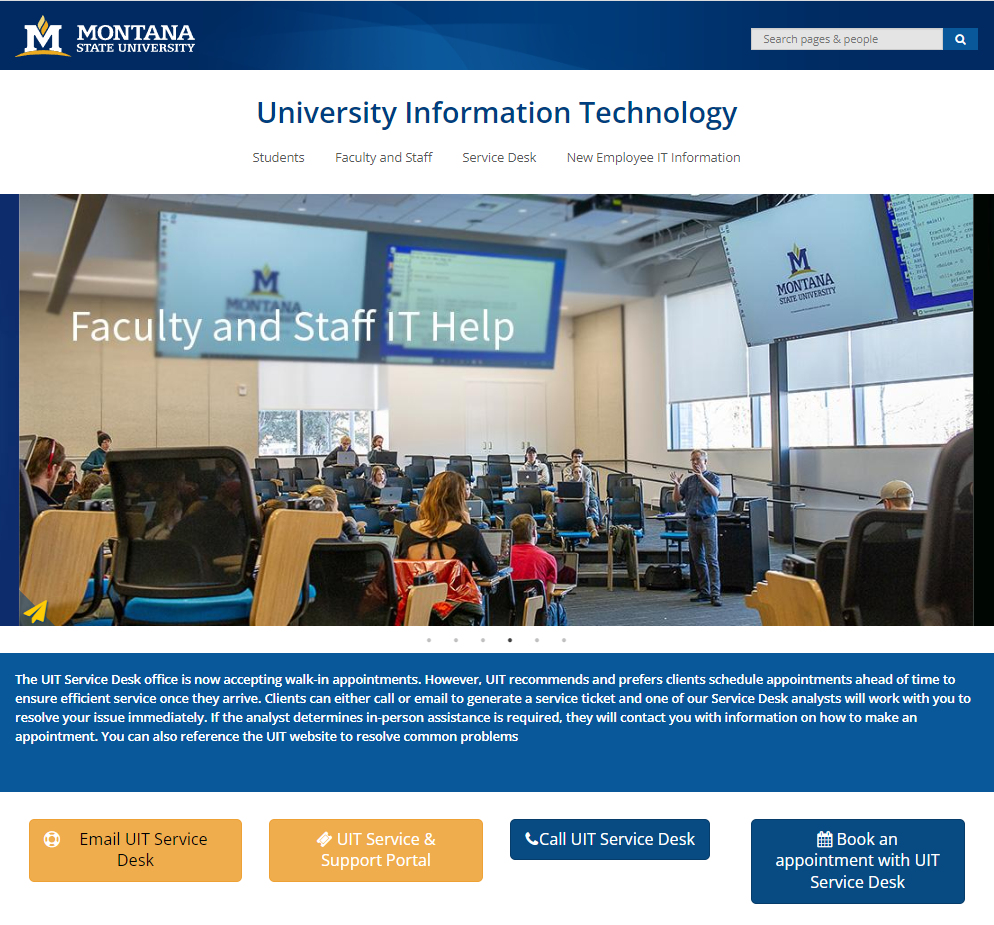 M MONTANA
STATE UNIVERSITY
Search pages & people
University Information Technology
Students Faculty and Staff Service Desk New Employee IT Information
MONTANA
STATE UNIVERSITY
MONTANA
Faculty and Staff IT Help
The UIT Service Desk office is now accepting walk-in appointments. However, UIT recommends and prefers clients schedule appointments ahead of time to
ensure efficient service once they arrive. Clients can either call or email to generate a service ticket and one of our Service Desk analysts will work with you to
resolve your issue immediately. If the analyst determines in-person assistance is required, they will contact you with information on how to make an
appointment. You can also reference the UIT website to resolve common problems
Email UIT Service
Desk
UIT Service &
Support Portal
Call UIT Service Desk
Book an
appointment with UIT
Service Desk